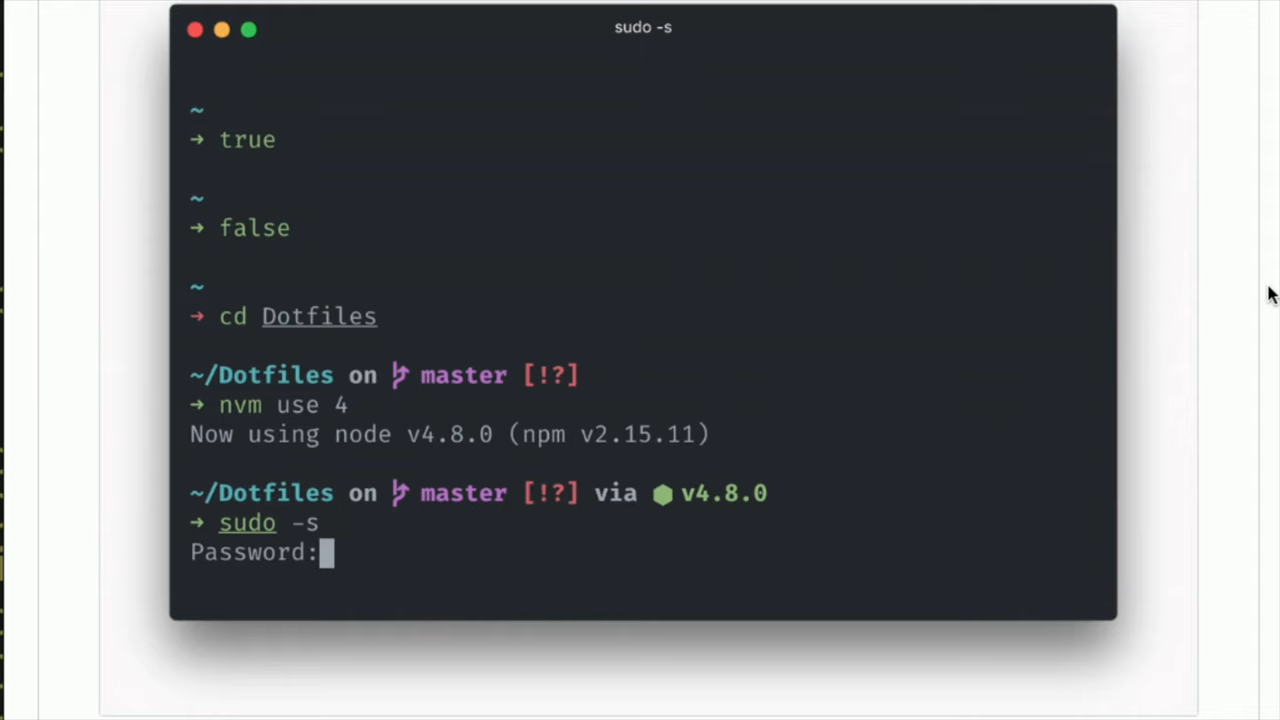 sudo -s
~
➜ true
~
➜ false
~
➜ cd Dotfiles
~/Dotfiles on master [!?]
➜ nvm use 4
Now using node v4.8.0 (npm v2.15.11)
~/Dotfiles on master [!?] via ⬢ v4.8.0
➜ sudo -s
Password: